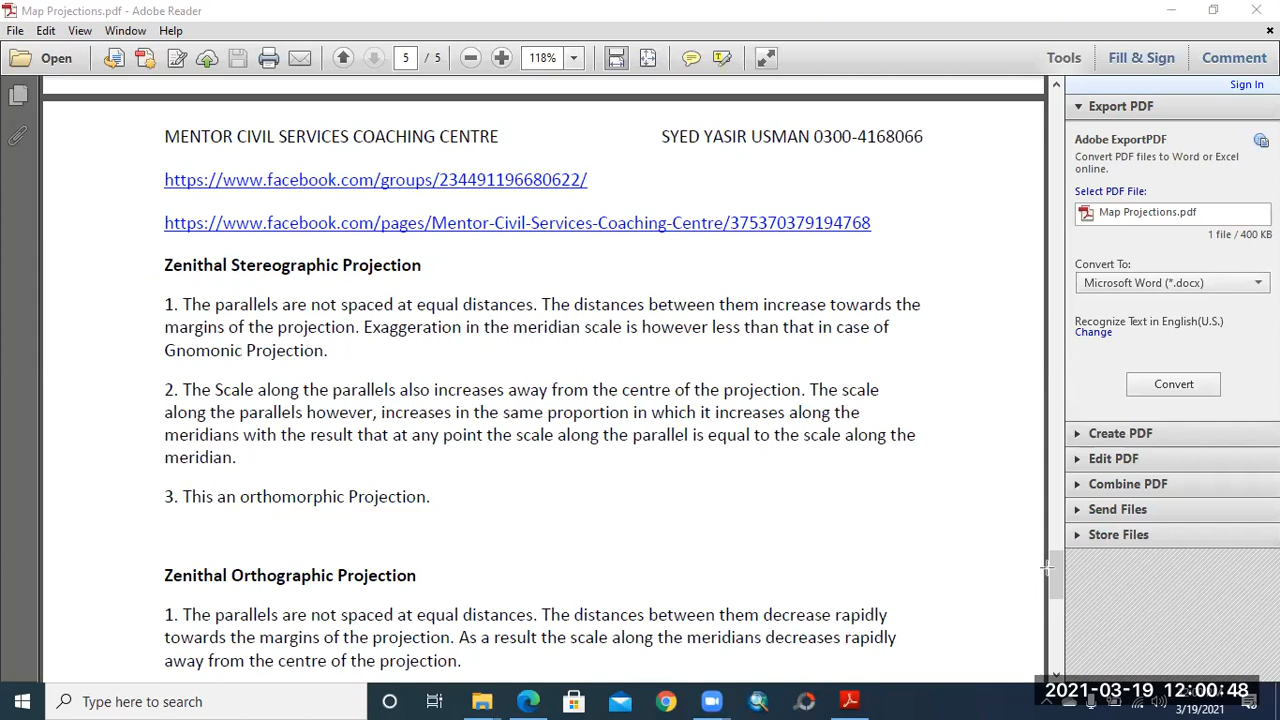 Map Projections.pdf - Adobe Reader
File Edit View Window Help
Open 5 / 5 118% Tools Fill & Sign Comment
Sign In
MENTOR CIVIL SERVICES COACHING CENTRE SYED YASIR USMAN 0300-4168066
https://www.facebook.com/groups/234491196680622/
https://www.facebook.com/pages/Mentor-Civil-Services-Coaching-Centre/375370379194768
Zenithal Stereographic Projection
1. The parallels are not spaced at equal distances. The distances between them increase towards the
margins of the projection. Exaggeration in the meridian scale is however less than that in case of
Gnomonic Projection.
2. The Scale along the parallels also increases away from the centre of the projection. The scale
along the parallels however, increases in the same proportion in which it increases along the
meridians with the result that at any point the scale along the parallel is equal to the scale along the
meridian.
3. This an orthomorphic Projection.
Zenithal Orthographic Projection
1. The parallels are not spaced at equal distances. The distances between them decrease rapidly
towards the margins of the projection. As a result the scale along the meridians decreases rapidly
away from the centre of the projection.
Export PDF
Adobe ExportPDF
Convert PDF files to Word or Excel
online.
Select PDF File:
Map Projections.pdf
1 file / 400 KB
Convert To:
Microsoft Word (*.docx)
Recognize Text in English(U.S.)
Change
Convert
Create PDF
Edit PDF
Combine PDF
Send Files
Store Files
Type here to search
2021-03-19 12:00:48
3/19/2021